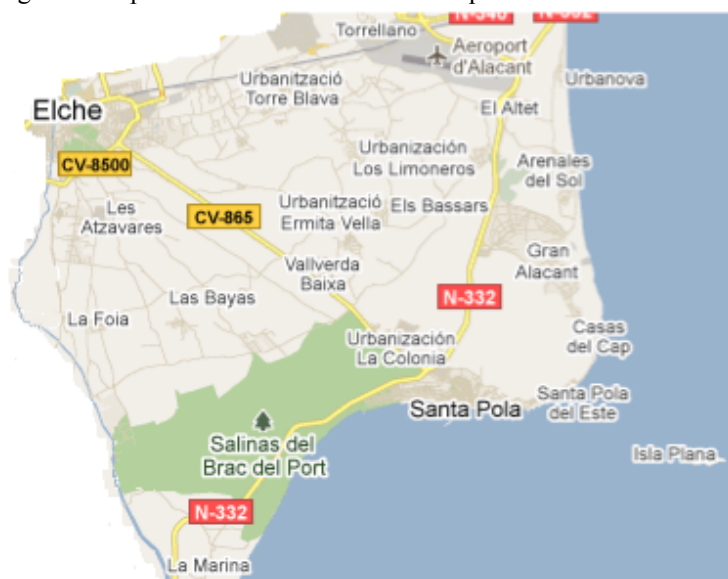 N-340
N-332
Torrellano
Aeroport
d'Alacant
Urbanització
Torre Blava
Urbanova
Elche
El Altet
CV-8500
Urbanización
Los Limoneros
Arenales
del Sol
Les
Atzavares
CV-865
Urbanització
Ermita Vella
Els Bassars
Gran
Alacant
Vallverda
Baixa
Las Bayas
N-332
La Foia
Urbanización
La Colonia
Casas
del Cap
Santa Pola
Santa Pola
del Este
Salinas del
Brac del Port
Isla Plana
N-332
La Marina